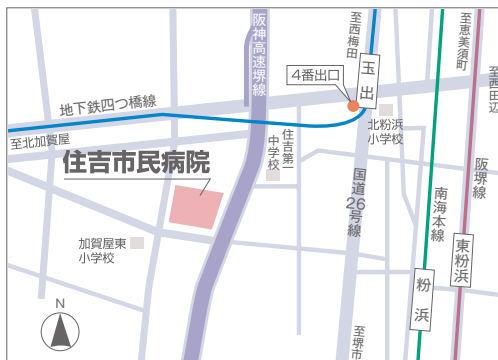 至西梅田
至恵美須町
至西田辺
阪神高速堺線
4番出口
玉出
地下鉄四つ橋線
至北加賀屋
北粉浜
小学校
住吉第一
中学校
住吉市民病院
国道26号線
南海本線
阪堺線
東粉浜
粉浜
加賀屋東
小学校
至堺市
N